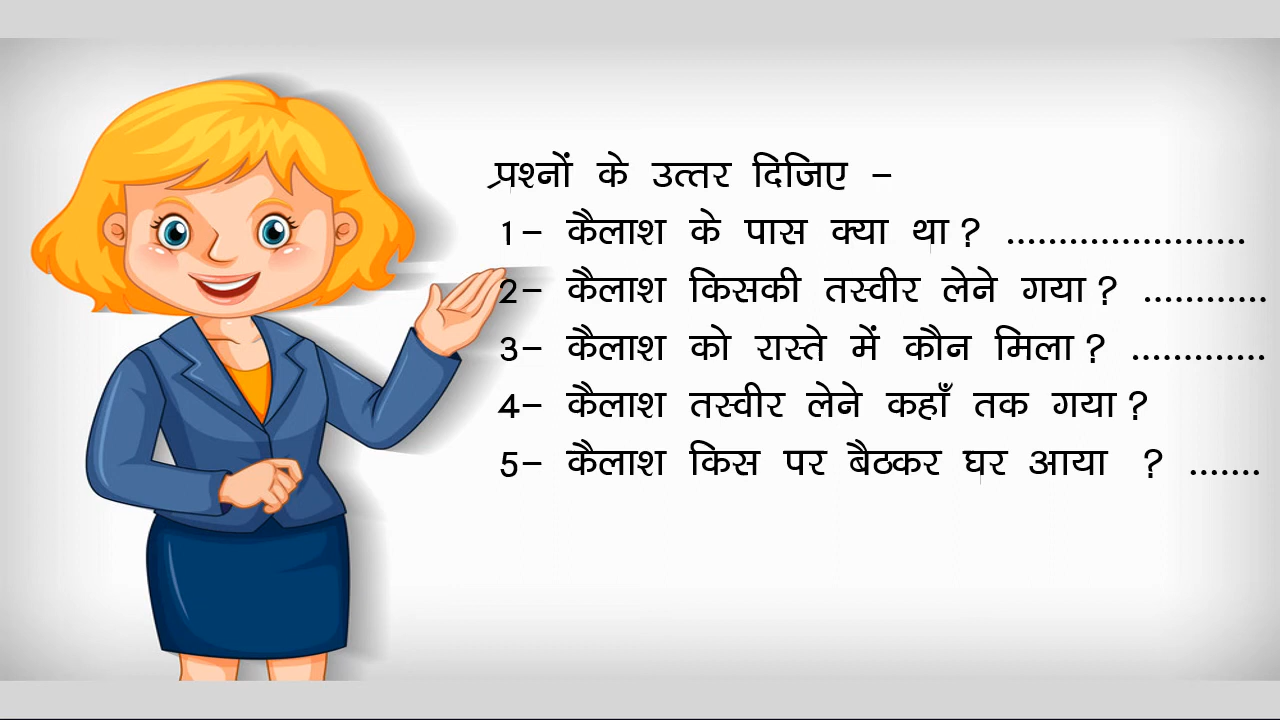 प्रश्नों के उत्तर दिजिए –
1– कैलाश के पास क्या था ? .......................
2– कैलाश किसकी तस्वीर लेने गया ? ............
3– कैलाश को रास्ते में कौन मिला ? .............
4– कैलाश तस्वीर लेने कहाँ तक गया ?
5– कैलाश किस पर बैठकर घर आया ? .......